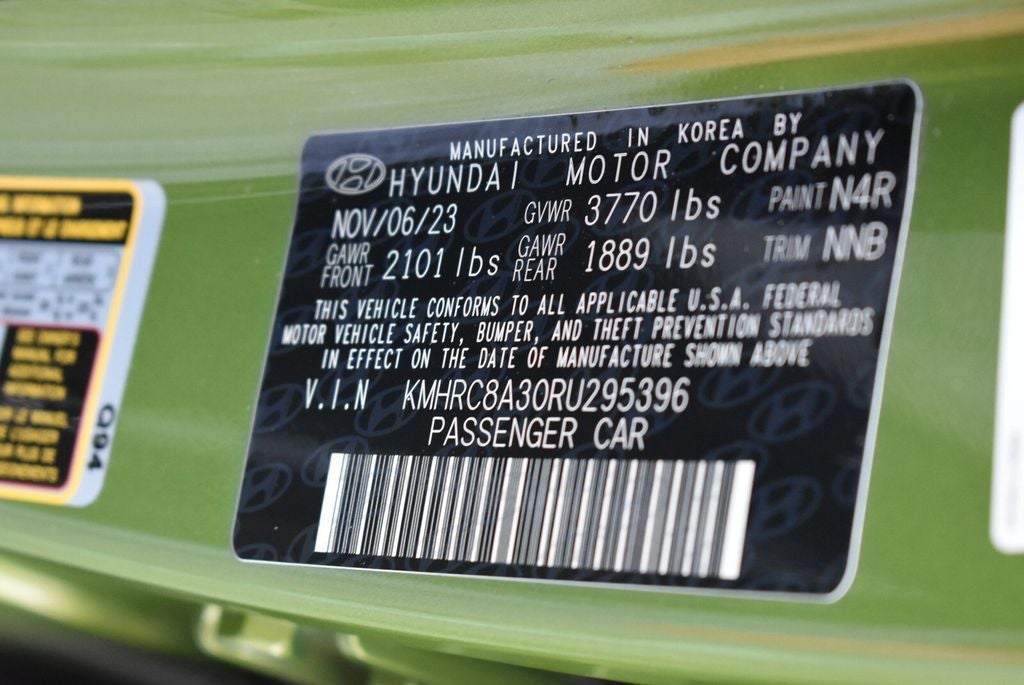 MANUFACTURED IN KOREA BY
HYUNDAI MOTOR COMPANY
NOV/06/23 GVWR 3770 lbs PAINT N4R
GAWR FRONT 2101 lbs GAWR REAR 1889 lbs TRIM NNB
THIS VEHICLE CONFORMS TO ALL APPLICABLE U.S.A. FEDERAL
MOTOR VEHICLE SAFETY, BUMPER, AND THEFT PREVENTION STANDARDS
IN EFFECT ON THE DATE OF MANUFACTURE SHOWN ABOVE
V.I.N KMHRC8A30RU295396
PASSENGER CAR
Q94